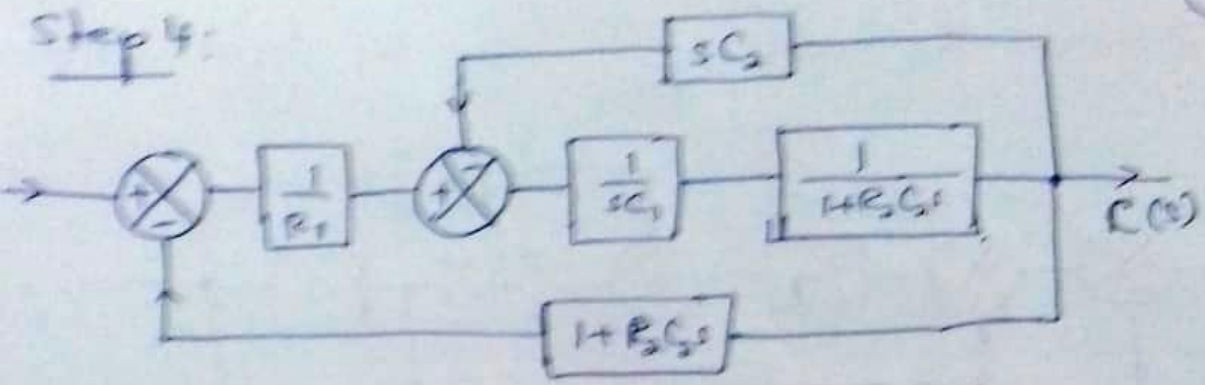 Step 4:
sC₂
+
−
1/R₁
+
−
1/sC₁
1/1+R₂C₂s
C(s)
1+R₂C₂s